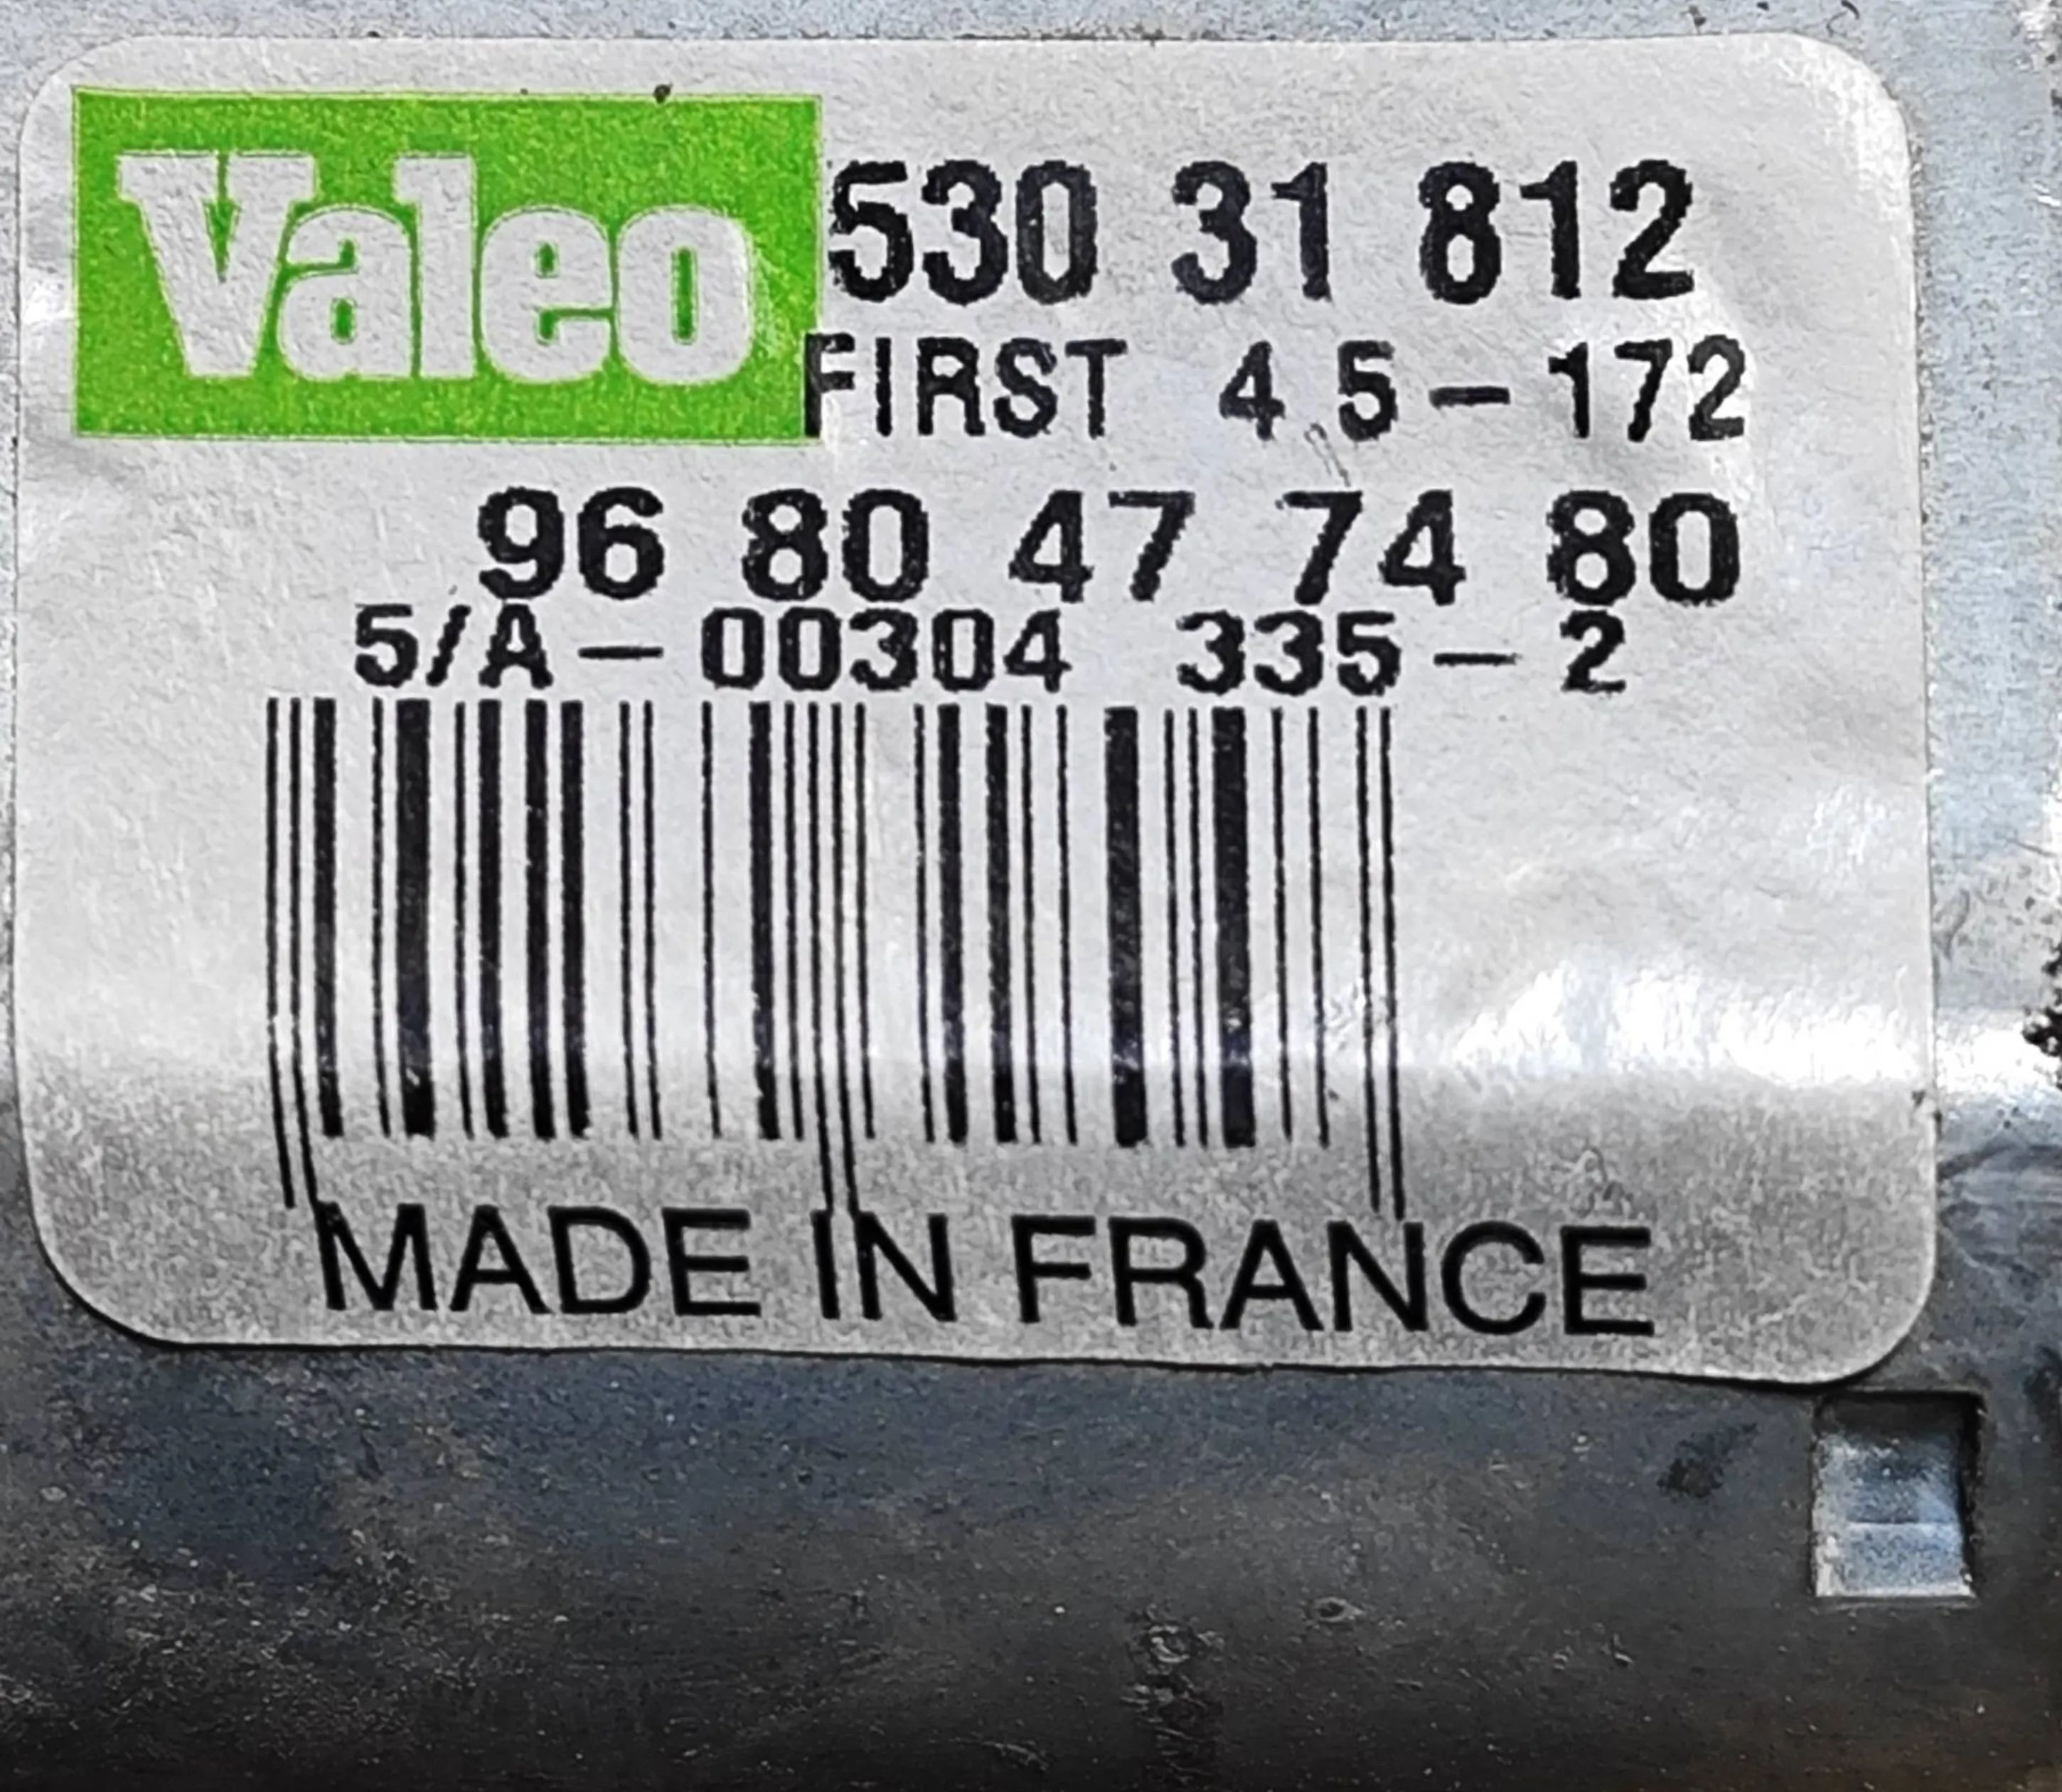 Valeo 530 31 812
FIRST 4 5-172
96 80 47 74 80
5/A-00304 335-2
MADE IN FRANCE